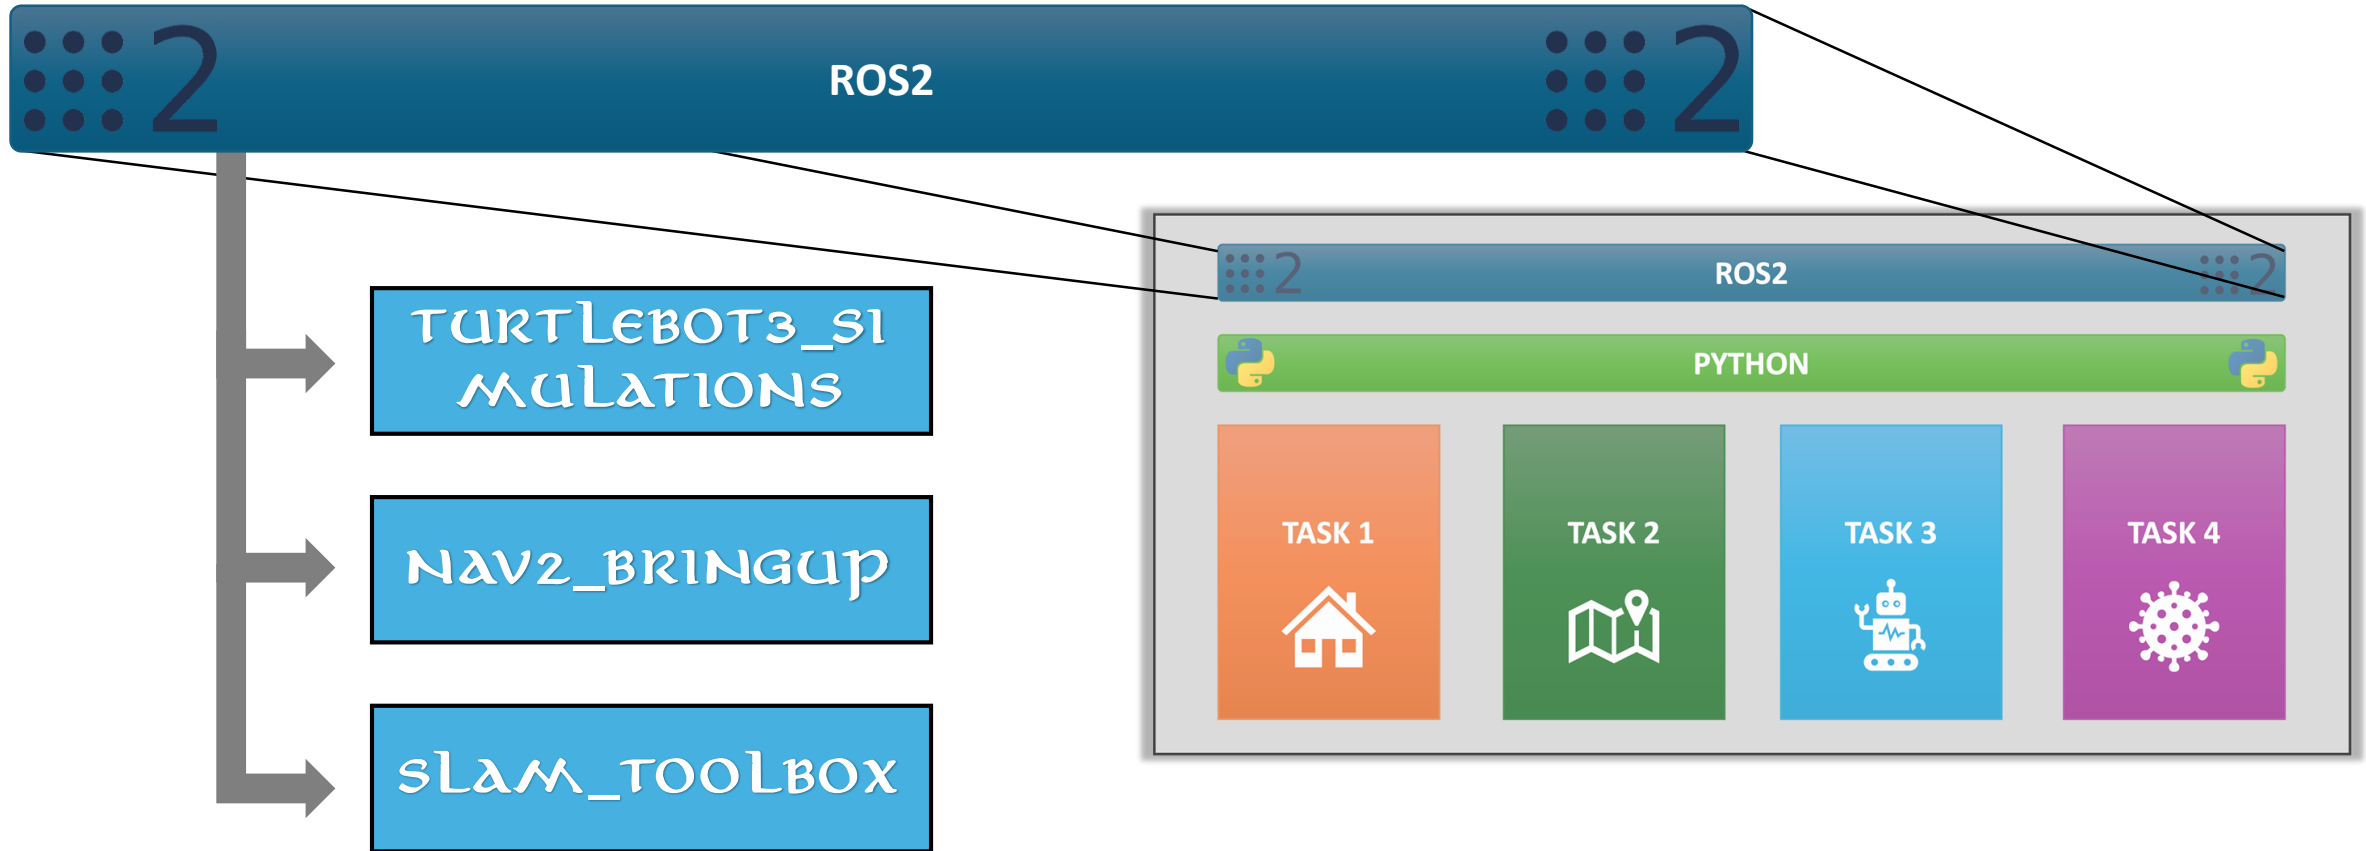 2
ROS2
2
TURTLEBOT3_SI
MULATIONS
NAV2_BRINGUP
SLAM_TOOLBOX
2
ROS2
2
PYTHON
TASK 1
TASK 2
TASK 3
TASK 4